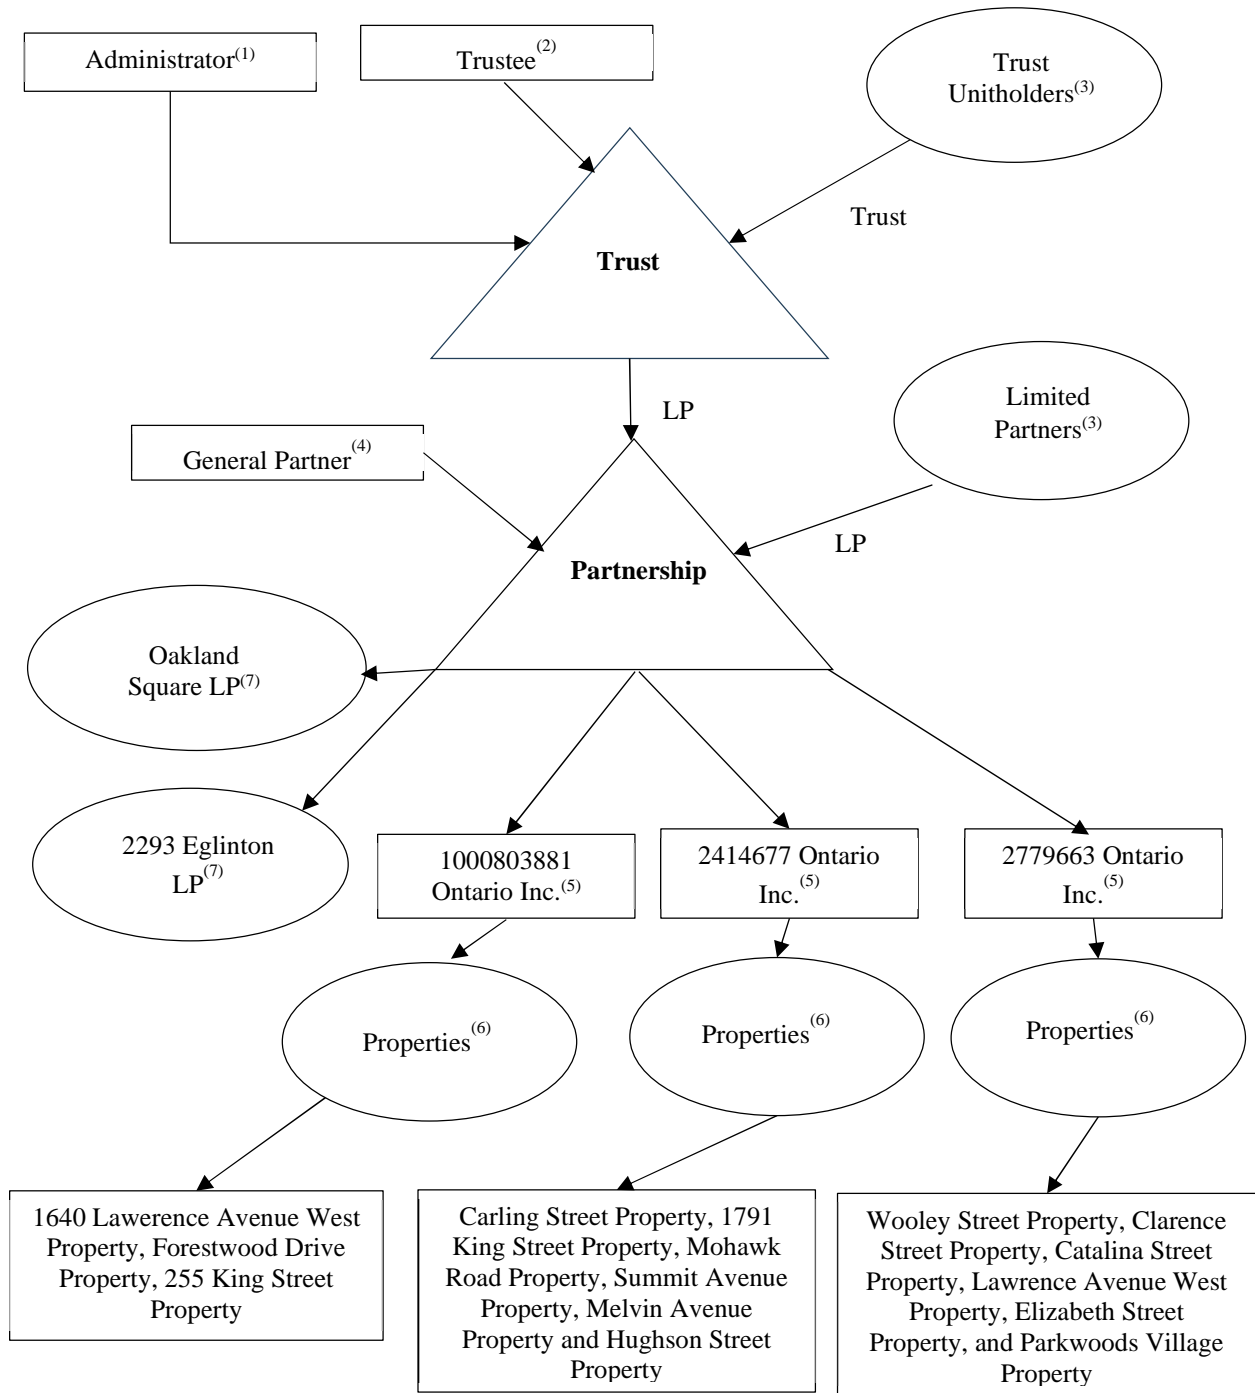 Administrator(1)
Trustee(2)
Trust
Unitholders(3)
Trust
Trust
LP
Limited
Partners(3)
General Partner(4)
LP
Partnership
Oakland
Square LP(7)
2293 Eglinton
LP(7)
1000803881
Ontario Inc.(5)
2414677 Ontario
Inc.(5)
2779663 Ontario
Inc.(5)
Properties(6)
Properties(6)
Properties(6)
1640 Lawerence Avenue West
Property, Forestwood Drive
Property, 255 King Street
Property
Carling Street Property, 1791
King Street Property, Mohawk
Road Property, Summit Avenue
Property, Melvin Avenue
Property and Hughson Street
Property
Wooley Street Property, Clarence
Street Property, Catalina Street
Property, Lawrence Avenue West
Property, Elizabeth Street
Property, and Parkwoods Village
Property